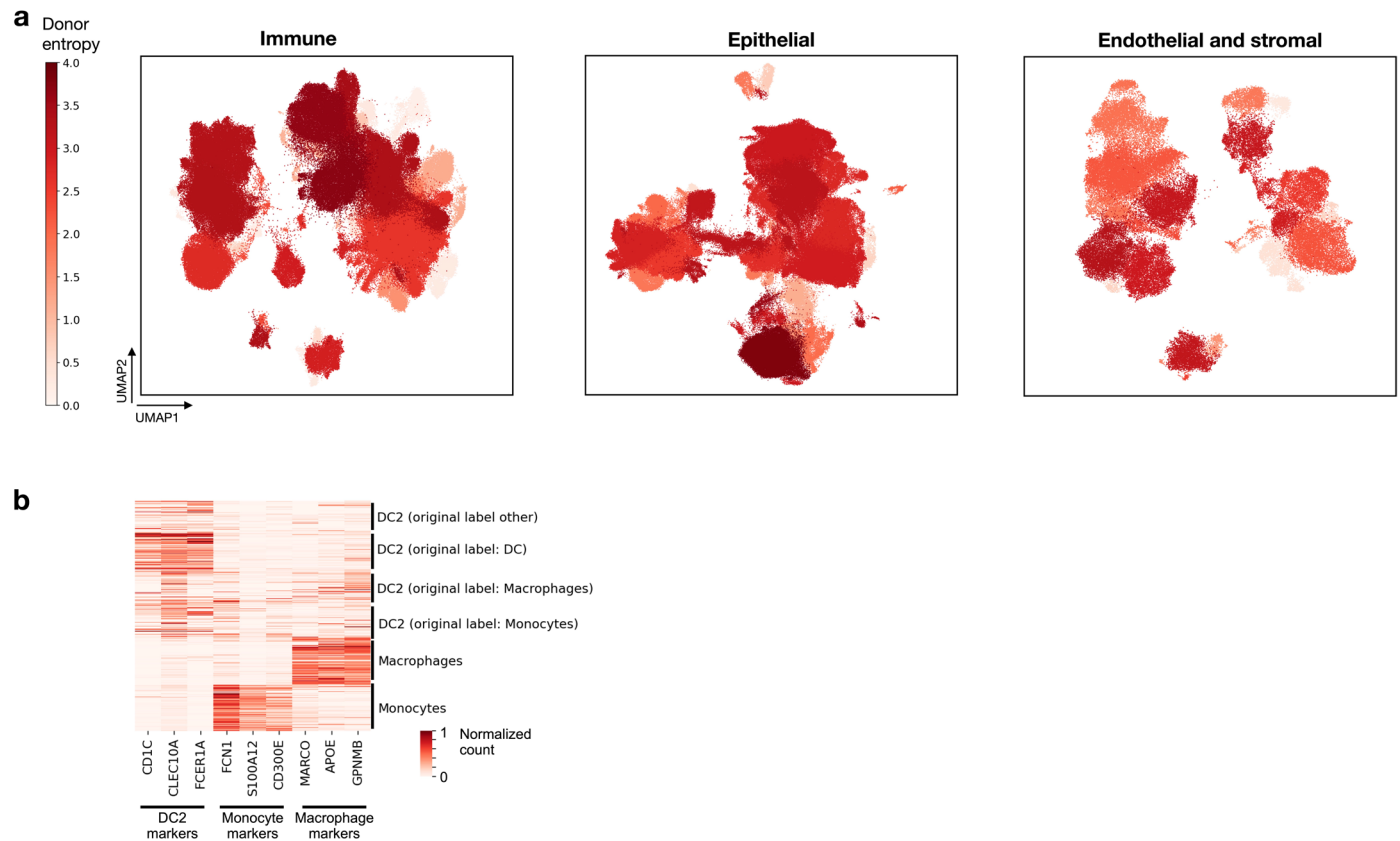 a
Donor
entropy
Immune
Epithelial
Endothelial and stromal
4.0
3.5
3.0
2.5
2.0
1.5
1.0
0.5
0.0
UMAP2
UMAP1
b
DC2 (original label other)
DC2 (original label: DC)
DC2 (original label: Macrophages)
DC2 (original label: Monocytes)
Macrophages
Monocytes
CD1C
CLEC10A
FCER1A
FCN1
S100A12
CD300E
MARCO
APOE
GPNMB
1
0
Normalized
count
DC2
markers
Monocyte
markers
Macrophage
markers